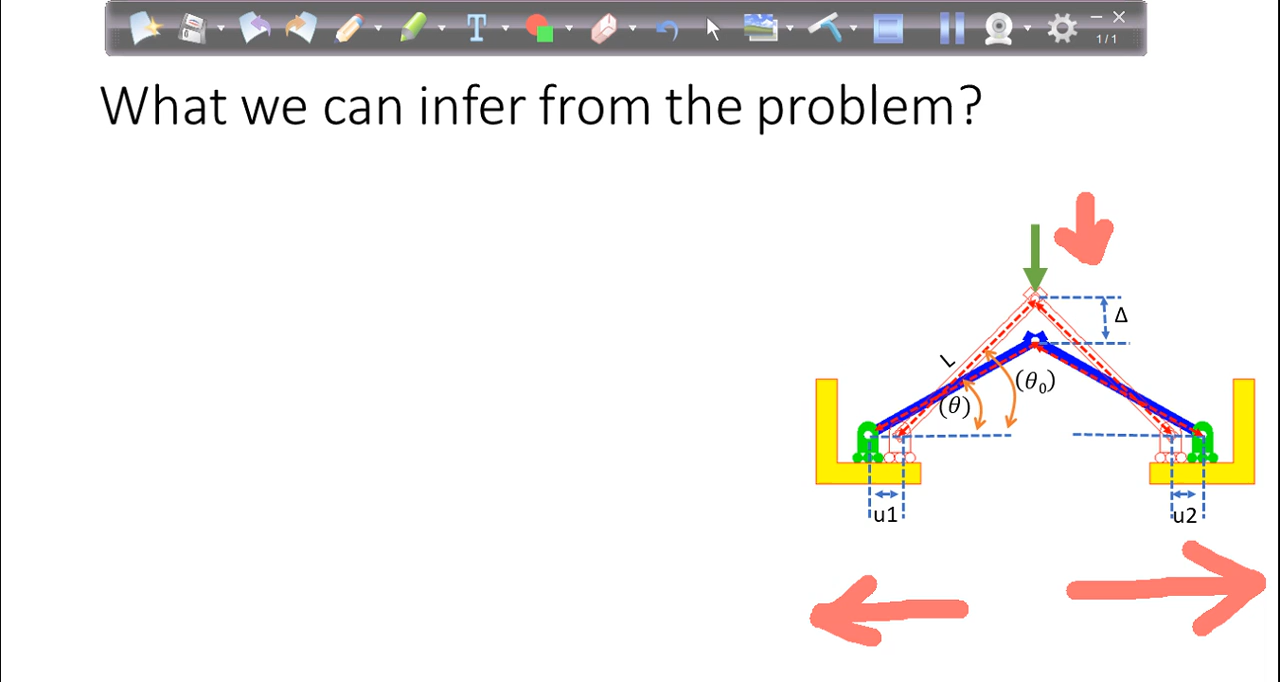 T
1/1
What we can infer from the problem?
Δ
L
(θ₀)
(θ)
u1
u2